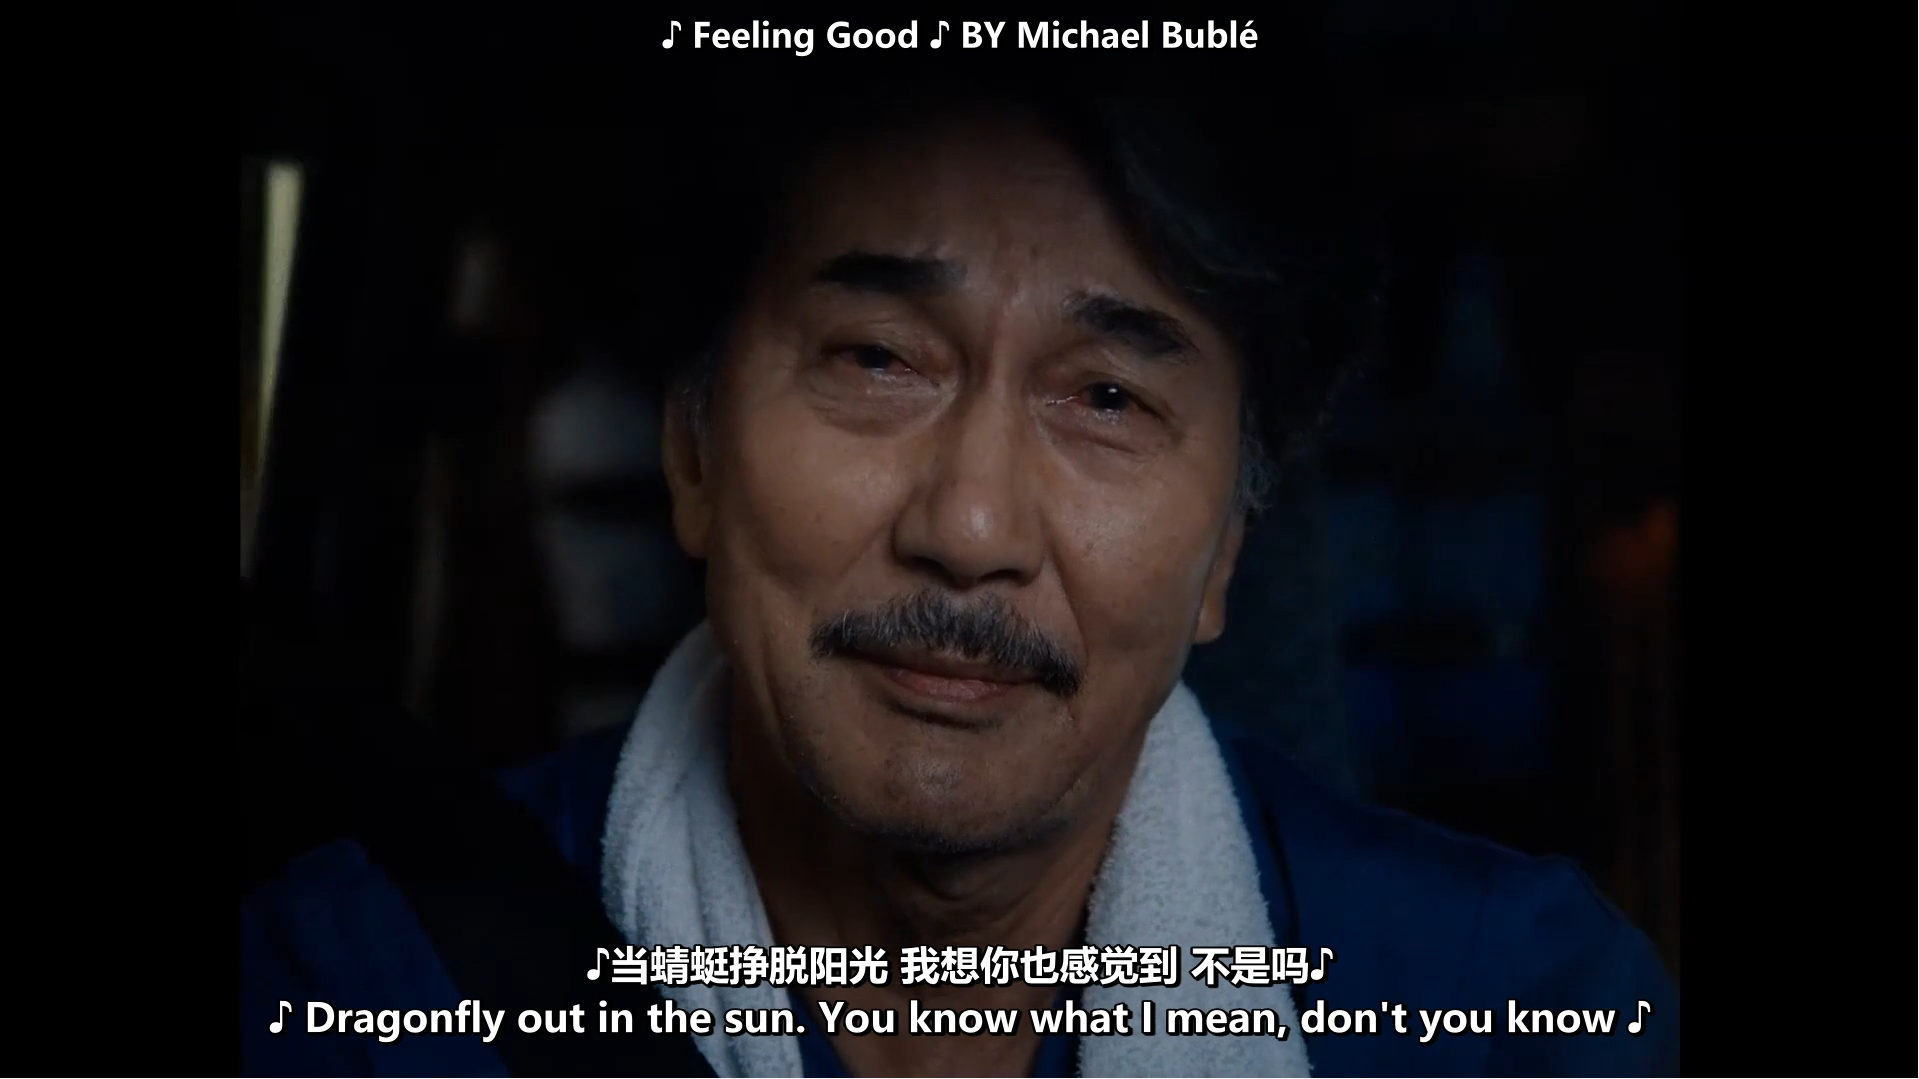 ♪ Feeling Good ♪ BY Michael Bublé
♪当蜻蜓挣脱阳光 我想你也感觉到 不是吗♪
♪ Dragonfly out in the sun. You know what I mean, don't you know ♪